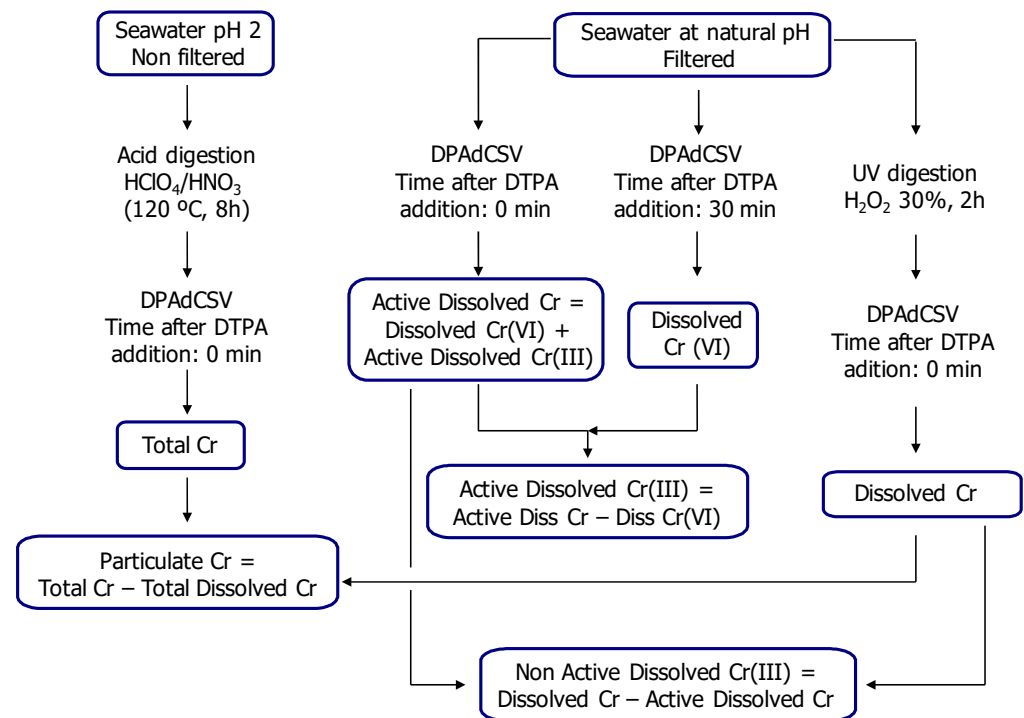 Seawater pH 2
Non filtered
Seawater at natural pH
Filtered
Acid digestion
HClO₄/HNO₃
(120 ºC, 8h)
DPAdCSV
Time after DTPA
addition: 0 min
DPAdCSV
Time after DTPA
addition: 30 min
UV digestion
H₂O₂ 30%, 2h
DPAdCSV
Time after DTPA
addition: 0 min
Active Dissolved Cr =
Dissolved Cr(VI) +
Active Dissolved Cr(III)
Dissolved
Cr (VI)
DPAdCSV
Time after DTPA
adition: 0 min
Total Cr
Active Dissolved Cr(III) =
Active Diss Cr – Diss Cr(VI)
Dissolved Cr
Particulate Cr =
Total Cr – Total Dissolved Cr
Non Active Dissolved Cr(III) =
Dissolved Cr – Active Dissolved Cr